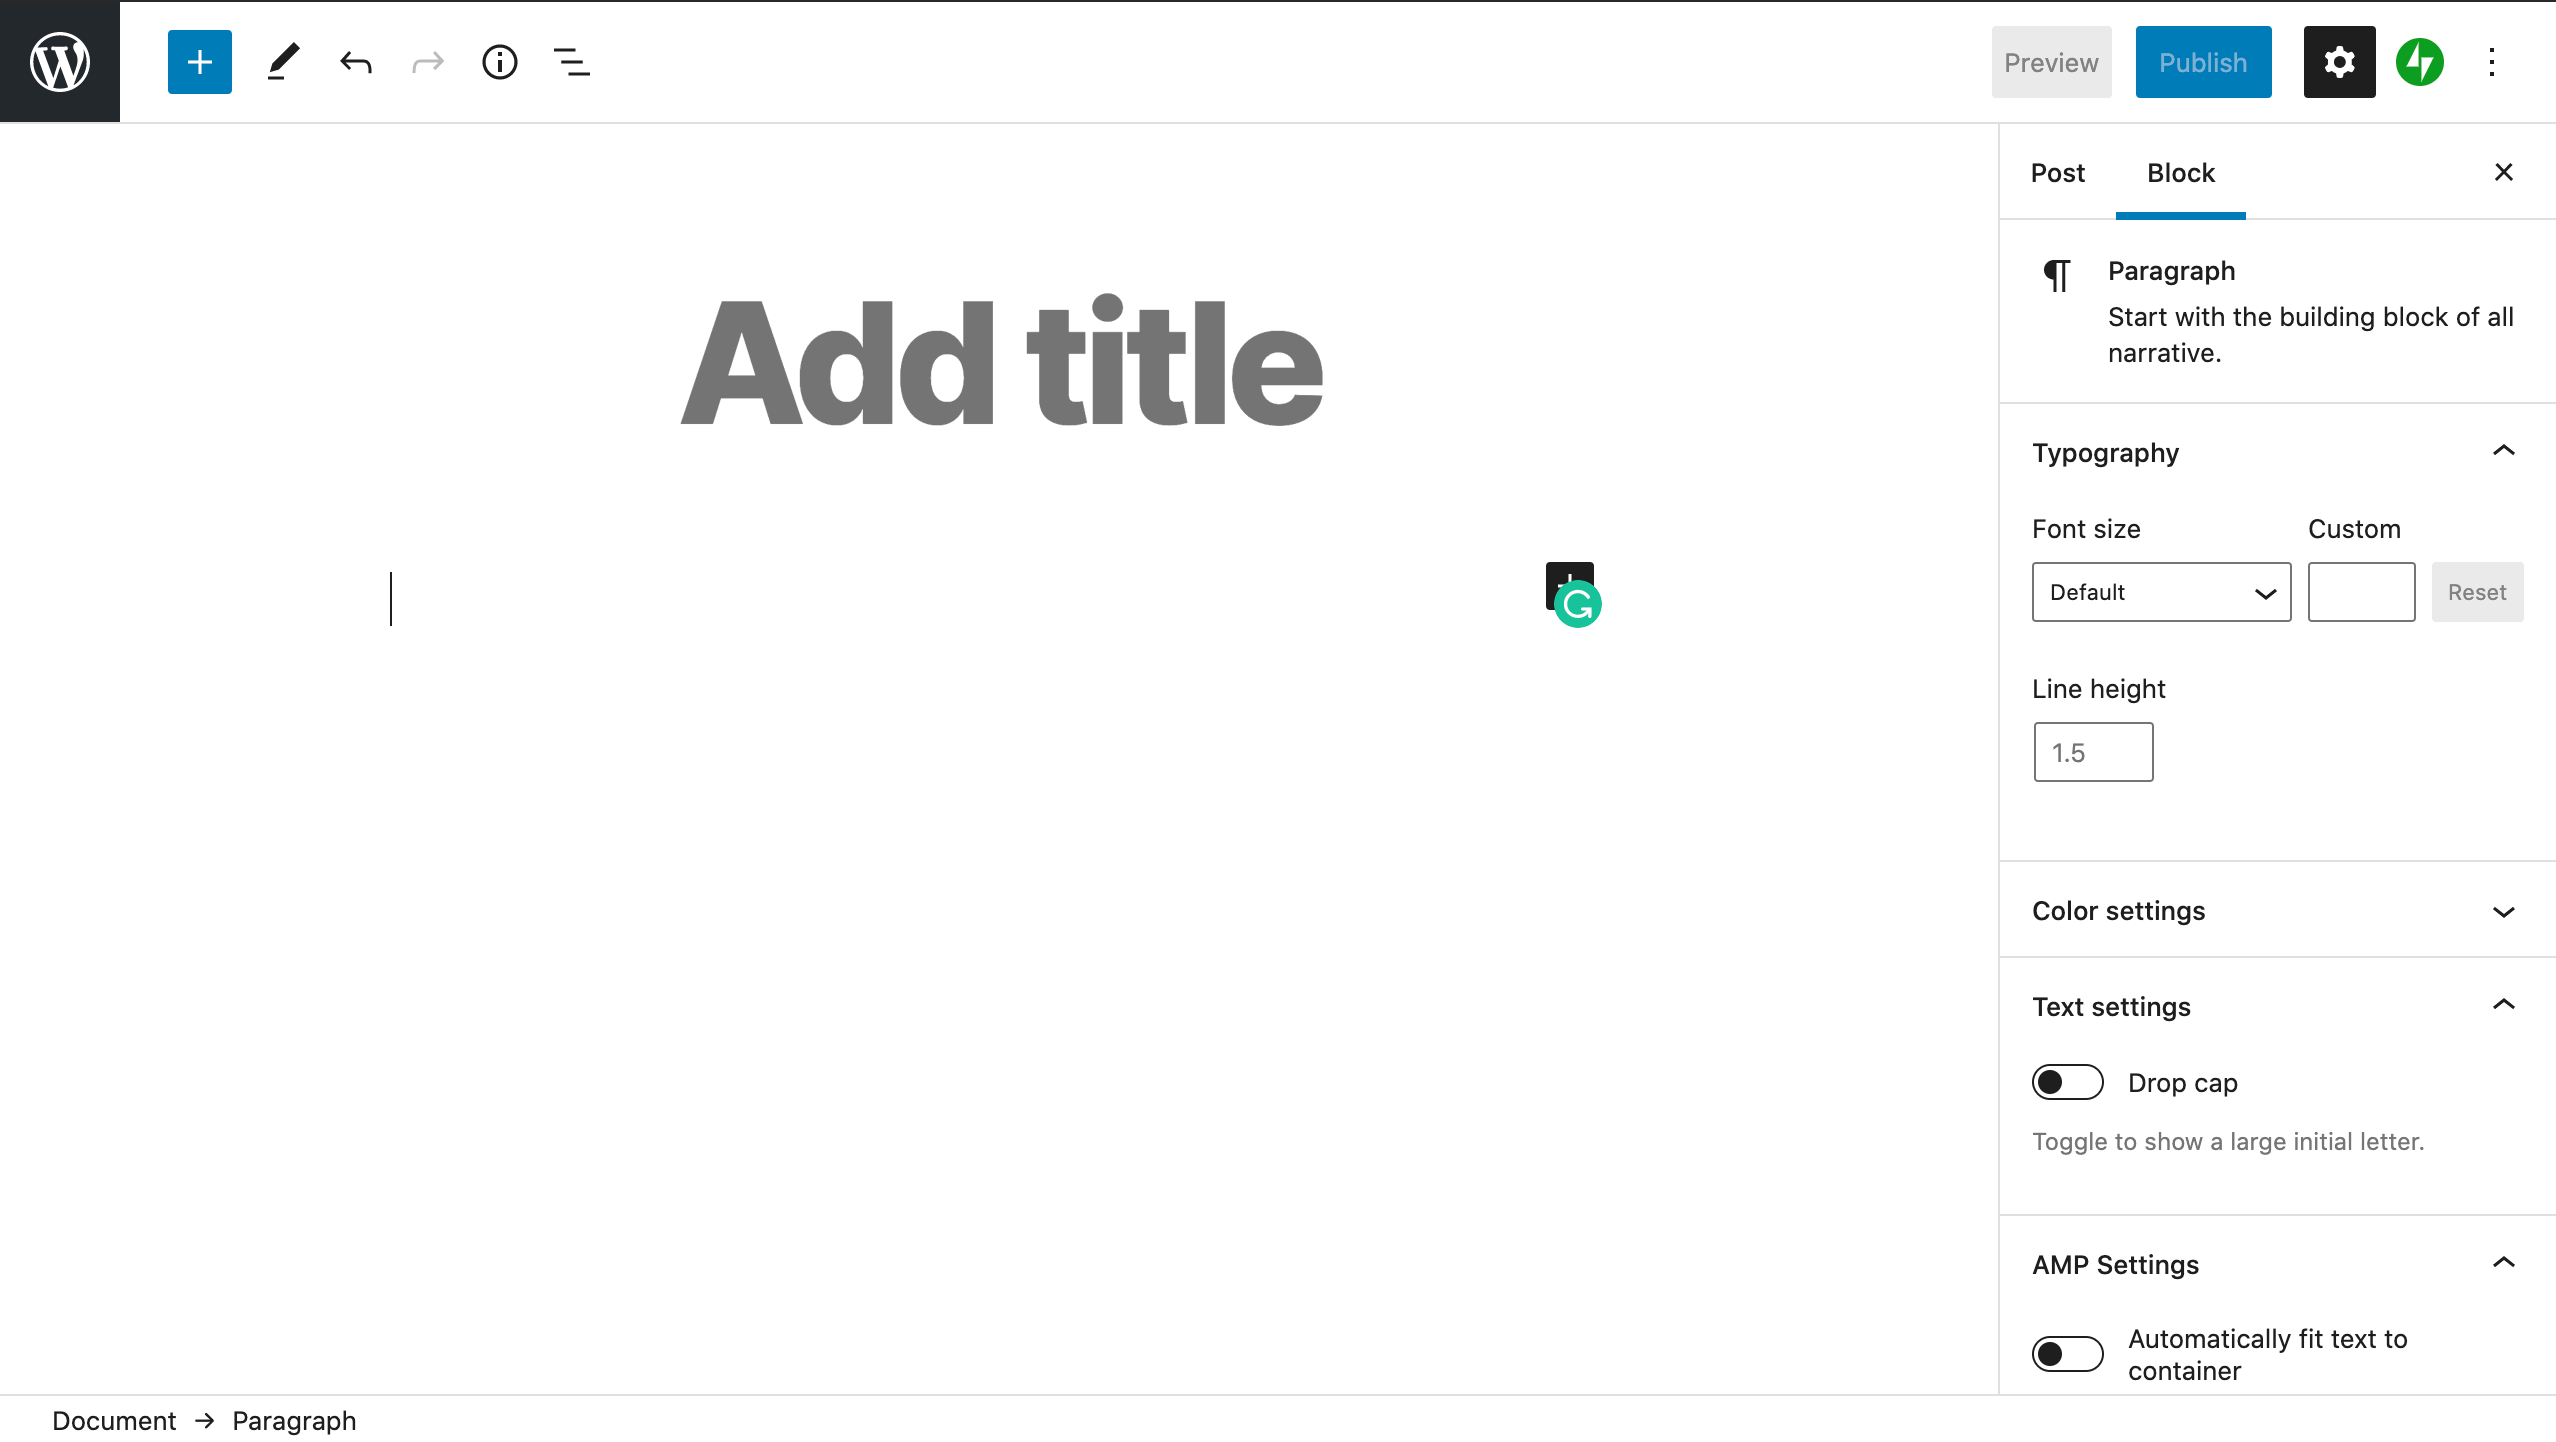 Preview
Publish
Post
Block
Add title
Paragraph
Start with the building block of all
narrative.
Typography
Font size
Custom
Default
Reset
Line height
1.5
Color settings
Text settings
Drop cap
Toggle to show a large initial letter.
AMP Settings
Automatically fit text to
container
Document → Paragraph